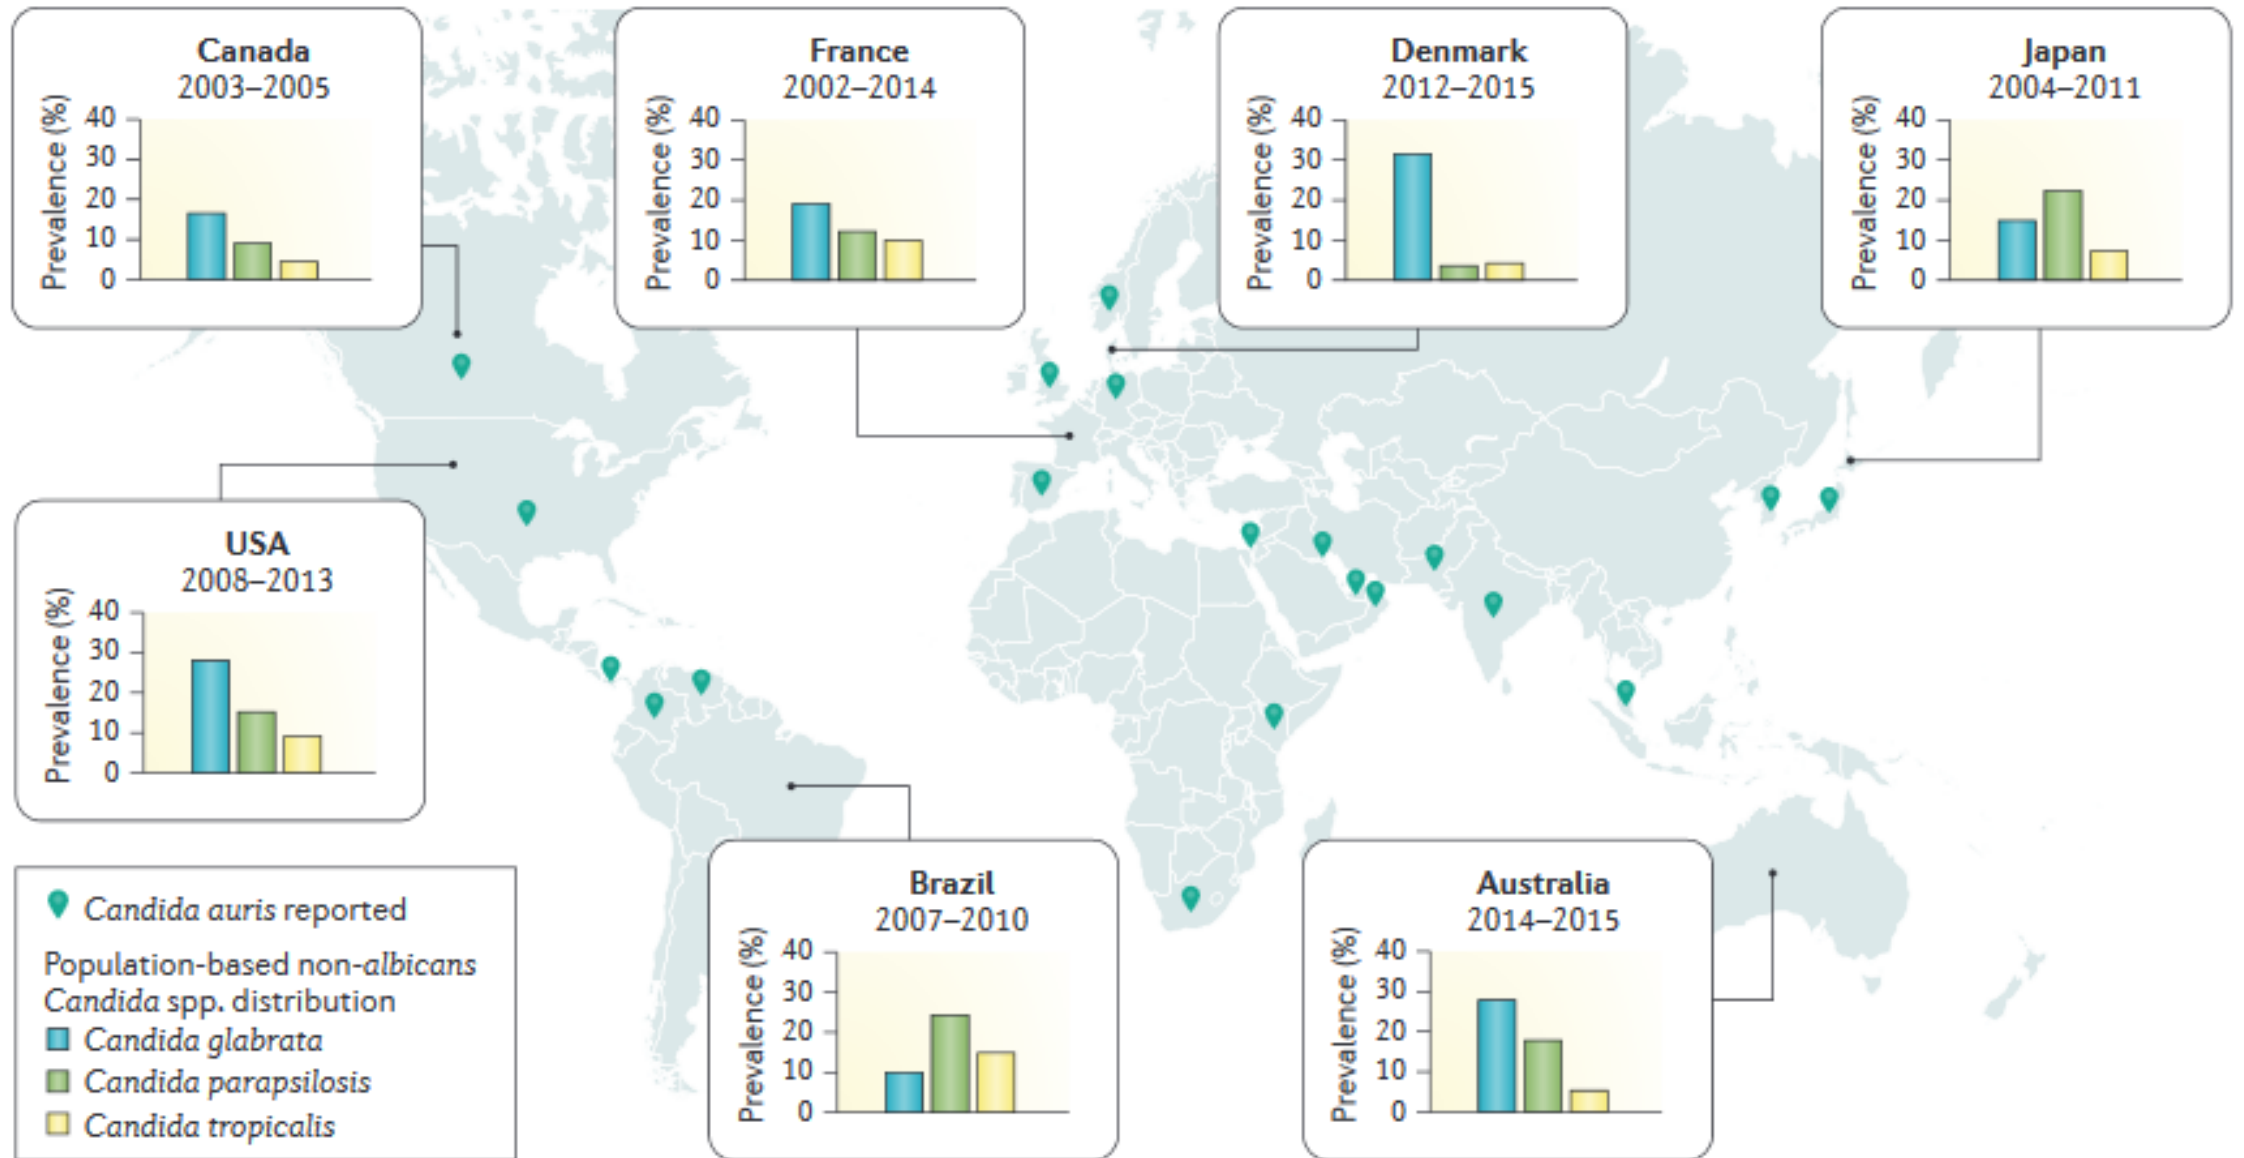 Canada
2003–2005
Prevalence (%)
40
30
20
10
0
France
2002–2014
Prevalence (%)
40
30
20
10
0
Denmark
2012–2015
Prevalence (%)
40
30
20
10
0
Japan
2004–2011
Prevalence (%)
40
30
20
10
0
USA
2008–2013
Prevalence (%)
40
30
20
10
0
Brazil
2007–2010
Prevalence (%)
40
30
20
10
0
Australia
2014–2015
Prevalence (%)
40
30
20
10
0
Candida auris reported
Population-based non-albicans
Candida spp. distribution
Candida glabrata
Candida parapsilosis
Candida tropicalis